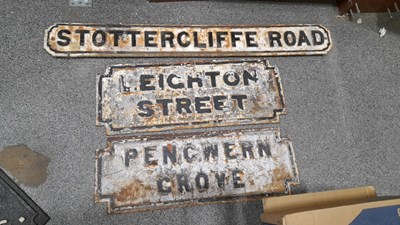 STOTTERCLIFFE ROAD
LEIGHTON
STREET
PENGWERN
GROVE